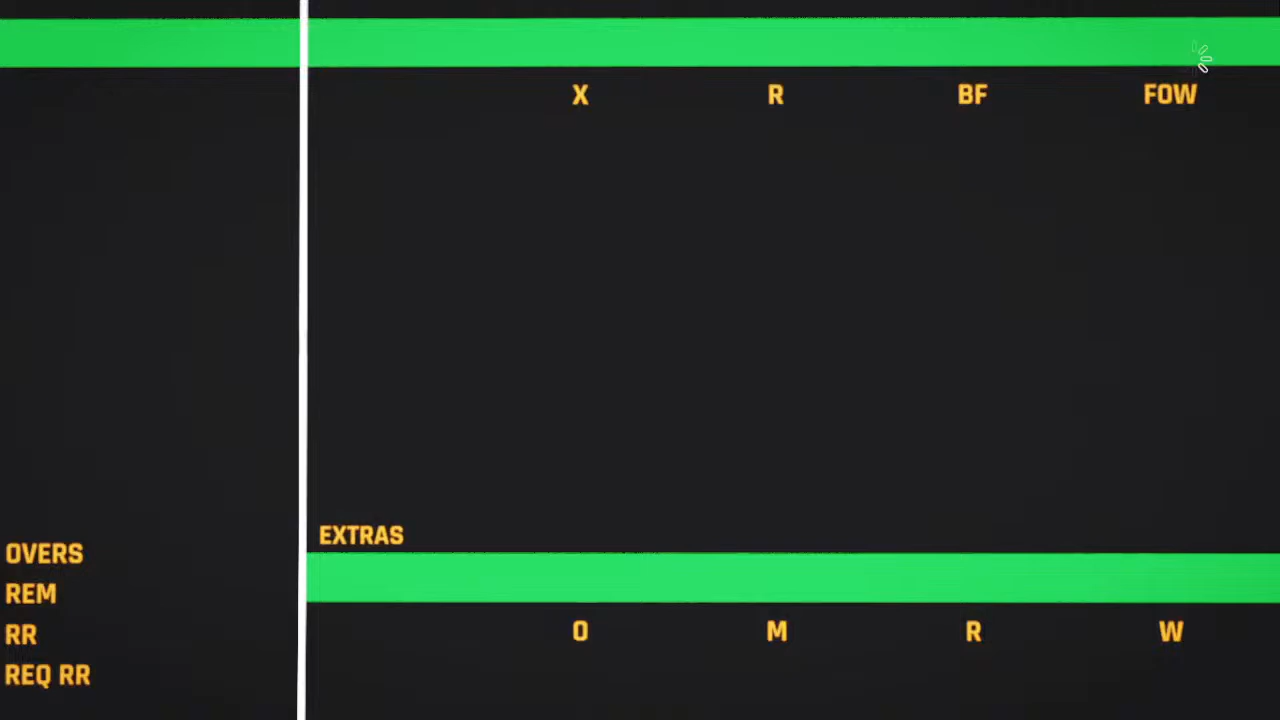 X R BF FOW
EXTRAS
OVERS
REM
RR
REQ RR
O M R W